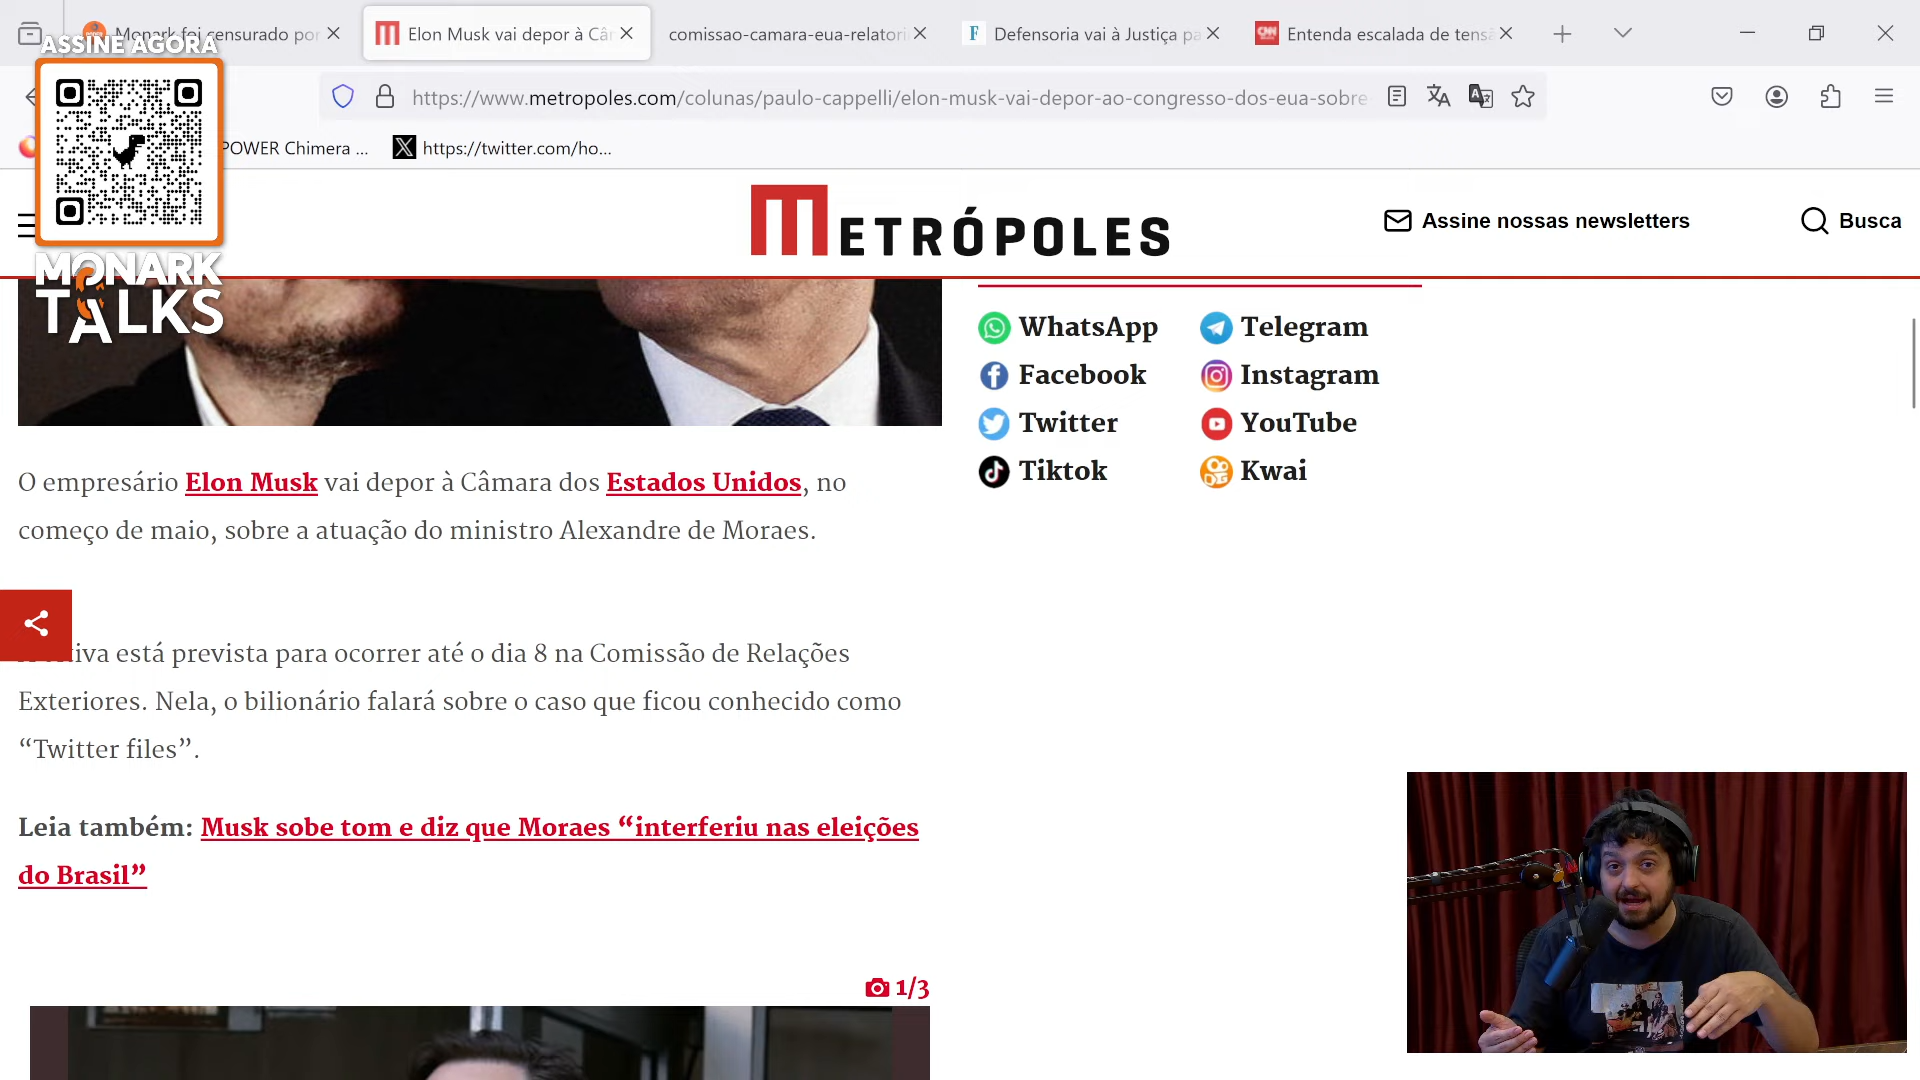 Monark foi censurado por
Elon Musk vai depor à Câ
comissao-camara-eua-relatori
Defensoria vai à Justiça pa
Entenda escalada de tens
ASSINE AGORA
https://www.metropoles.com/colunas/paulo-cappelli/elon-musk-vai-depor-ao-congresso-dos-eua-sobre-
POWER Chimera ...
https://twitter.com/ho...
METRÓPOLES
Assine nossas newsletters
Busca
MONARK
TALKS
WhatsApp
Telegram
Facebook
Instagram
Twitter
YouTube
Tiktok
Kwai
O empresário Elon Musk vai depor à Câmara dos Estados Unidos, no
começo de maio, sobre a atuação do ministro Alexandre de Moraes.
está prevista para ocorrer até o dia 8 na Comissão de Relações
Exteriores. Nela, o bilionário falará sobre o caso que ficou conhecido como
“Twitter files”.
Leia também: Musk sobe tom e diz que Moraes “interferiu nas eleições
do Brasil”
1/3